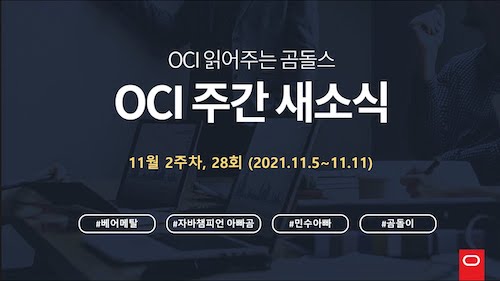 OCI 읽어주는 곰돌스
OCI 주간 새소식
11월 2주차, 28회 (2021.11.5~11.11)
#베어메탈 #자바챔피언 아빠곰 #민수아빠 #곰돌이